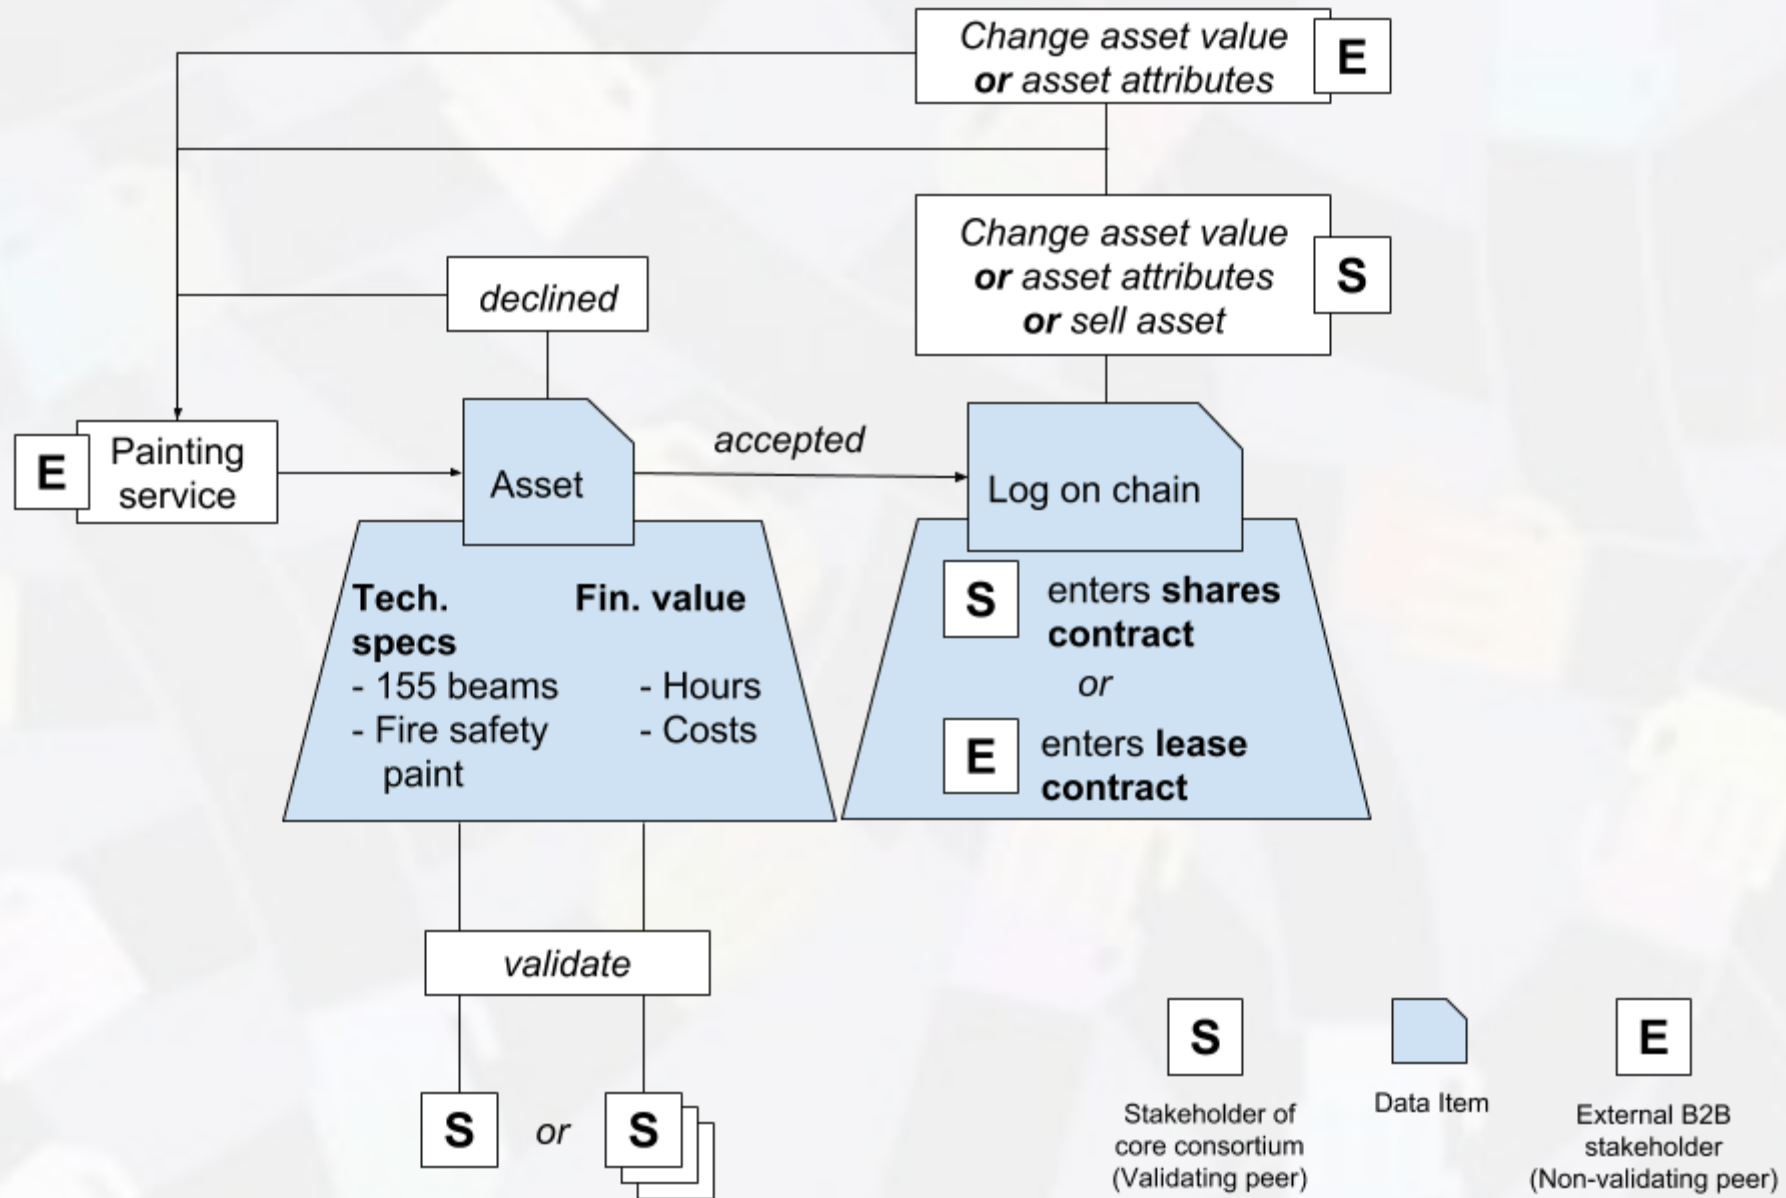 Change asset value
or asset attributes
E
Change asset value
or asset attributes
or sell asset
S
declined
E
Painting
service
Asset
accepted
Log on chain
Tech.
specs
- 155 beams
- Fire safety
paint
Fin. value
- Hours
- Costs
S
enters shares
contract
or
E
enters lease
contract
validate
S
or
S
S
Stakeholder of
core consortium
(Validating peer)
Data Item
E
External B2B
stakeholder
(Non-validating peer)